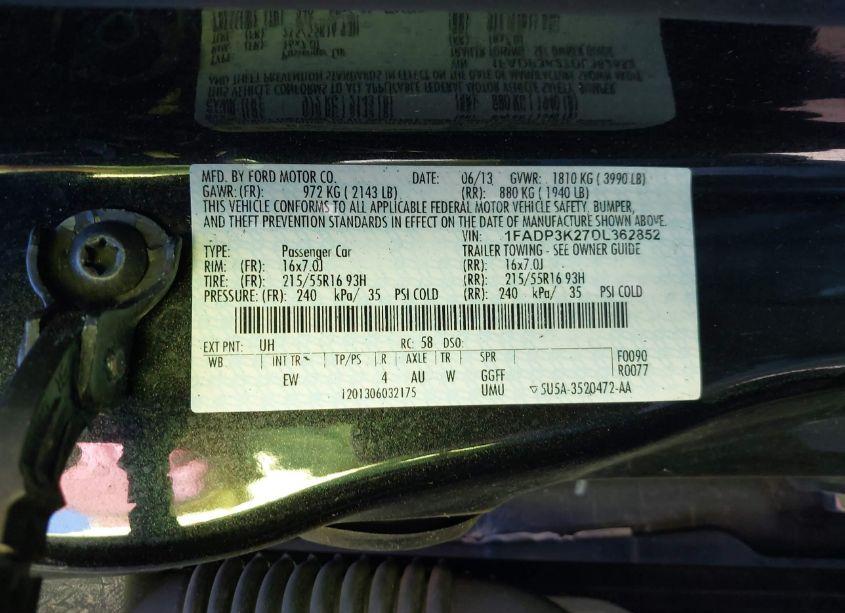 MFD. BY FORD MOTOR CO. DATE: 06/13 GVWR: 1810 KG ( 3990 LB)
GAWR: (FR): 972 KG ( 2143 LB) (RR): 880 KG ( 1940 LB)
THIS VEHICLE CONFORMS TO ALL APPLICABLE FEDERAL MOTOR VEHICLE SAFETY, BUMPER,
AND THEFT PREVENTION STANDARDS IN EFFECT ON THE DATE OF MANUFACTURE SHOWN ABOVE.
VIN: 1FADP3K27DL362852
TYPE: Passenger Car TRAILER TOWING - SEE OWNER GUIDE
RIM: (FR) 16x7.0J (RR): 16x7.0J
TIRE: (FR) 215/55R16 93H (RR): 215/55R16 93H
PRESSURE: (FR): 240 kPa/ 35 PSI COLD (RR): 240 kPa/ 35 PSI COLD
EXT PNT: UH RC: 58 DSO:
WB INT TR TP/PS R AXLE TR SPR F0090
EW 4 AU W GGFF R0077
1201306032175 UMU ▽5U5A-3520472-AA